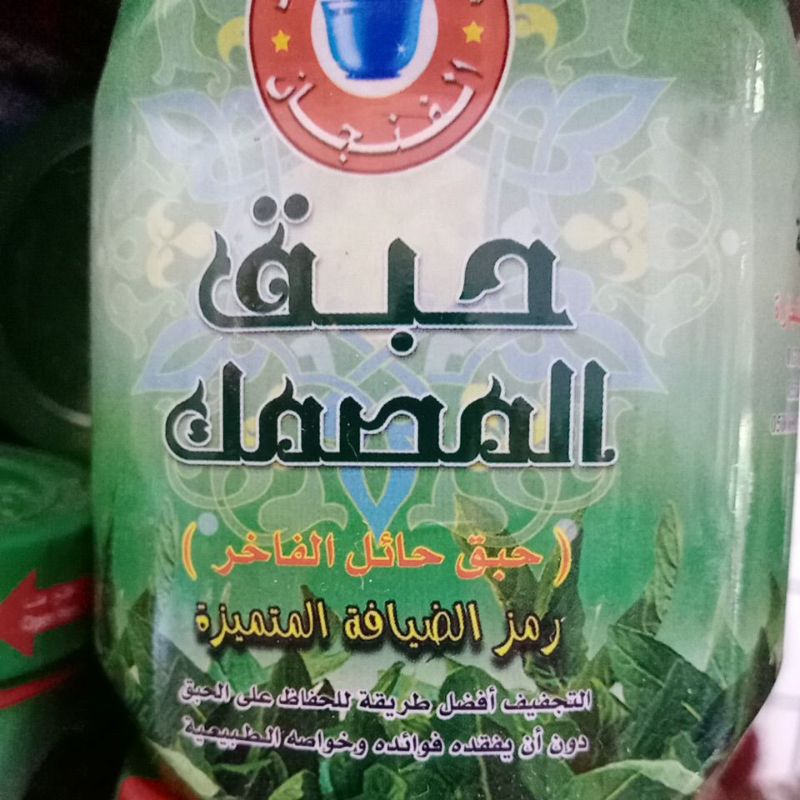 الفنجان
حبق
المصمك
( حبق حائل الفاخر )
رمز الضيافة المتميزة
التجفيف أفضل طريقة للحفاظ على الحبق
دون أن يفقده فوائده وخواصه الطبيعية